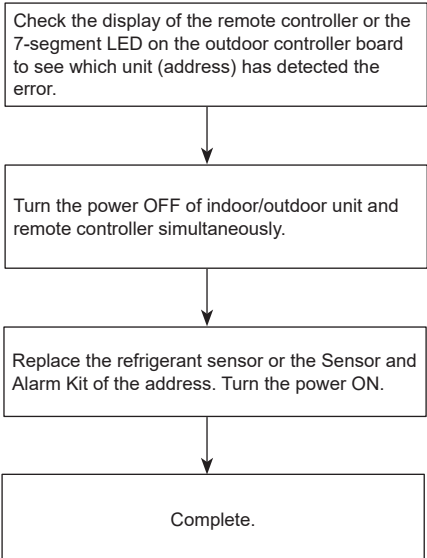 Check the display of the remote controller or the
7-segment LED on the outdoor controller board
to see which unit (address) has detected the
error.
Turn the power OFF of indoor/outdoor unit and
remote controller simultaneously.
Replace the refrigerant sensor or the Sensor and
Alarm Kit of the address. Turn the power ON.
Complete.